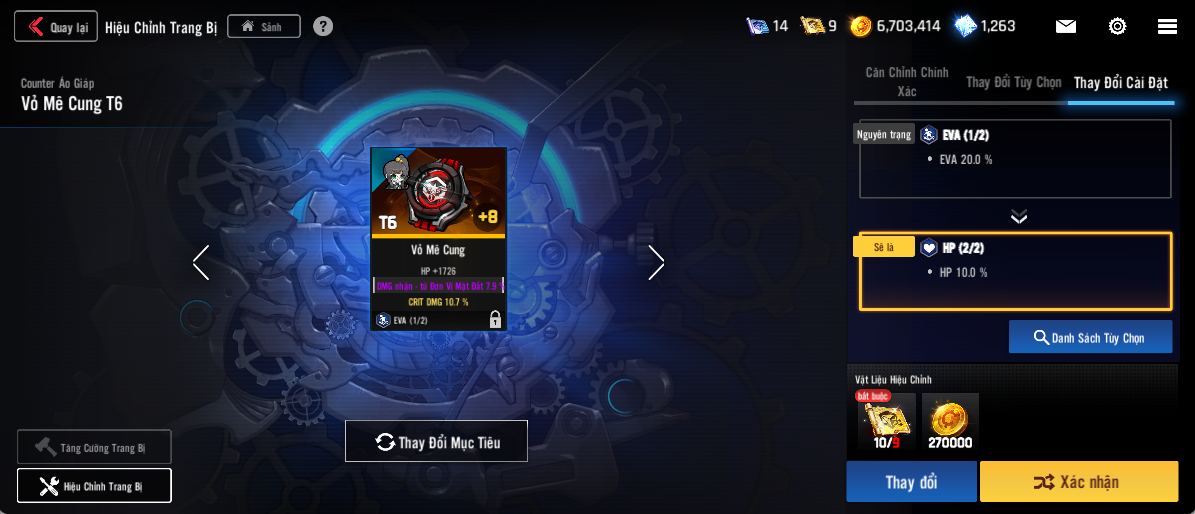 Quay lại
Hiệu Chỉnh Trang Bị
Sảnh
?
14
9
6,703,414
1,263
Counter Áo Giáp
Vỏ Mê Cung T6
Căn Chỉnh Chính
Xác
Thay Đổi Tùy Chọn
Thay Đổi Cài Đặt
Nguyên trạng
EVA (1/2)
• EVA 20.0 %
Sẽ là
HP (2/2)
• HP 10.0 %
Danh Sách Tùy Chọn
T6
+8
Vỏ Mê Cung
HP +1726
DMG nhận - từ Đơn Vị Mặt Đất 7.9 %
CRIT DMG 10.7 %
EVA (1/2)
Thay Đổi Mục Tiêu
Tăng Cường Trang Bị
Hiệu Chỉnh Trang Bị
Vật Liệu Hiệu Chỉnh
bắt buộc
10/9
270000
Thay đổi
Xác nhận